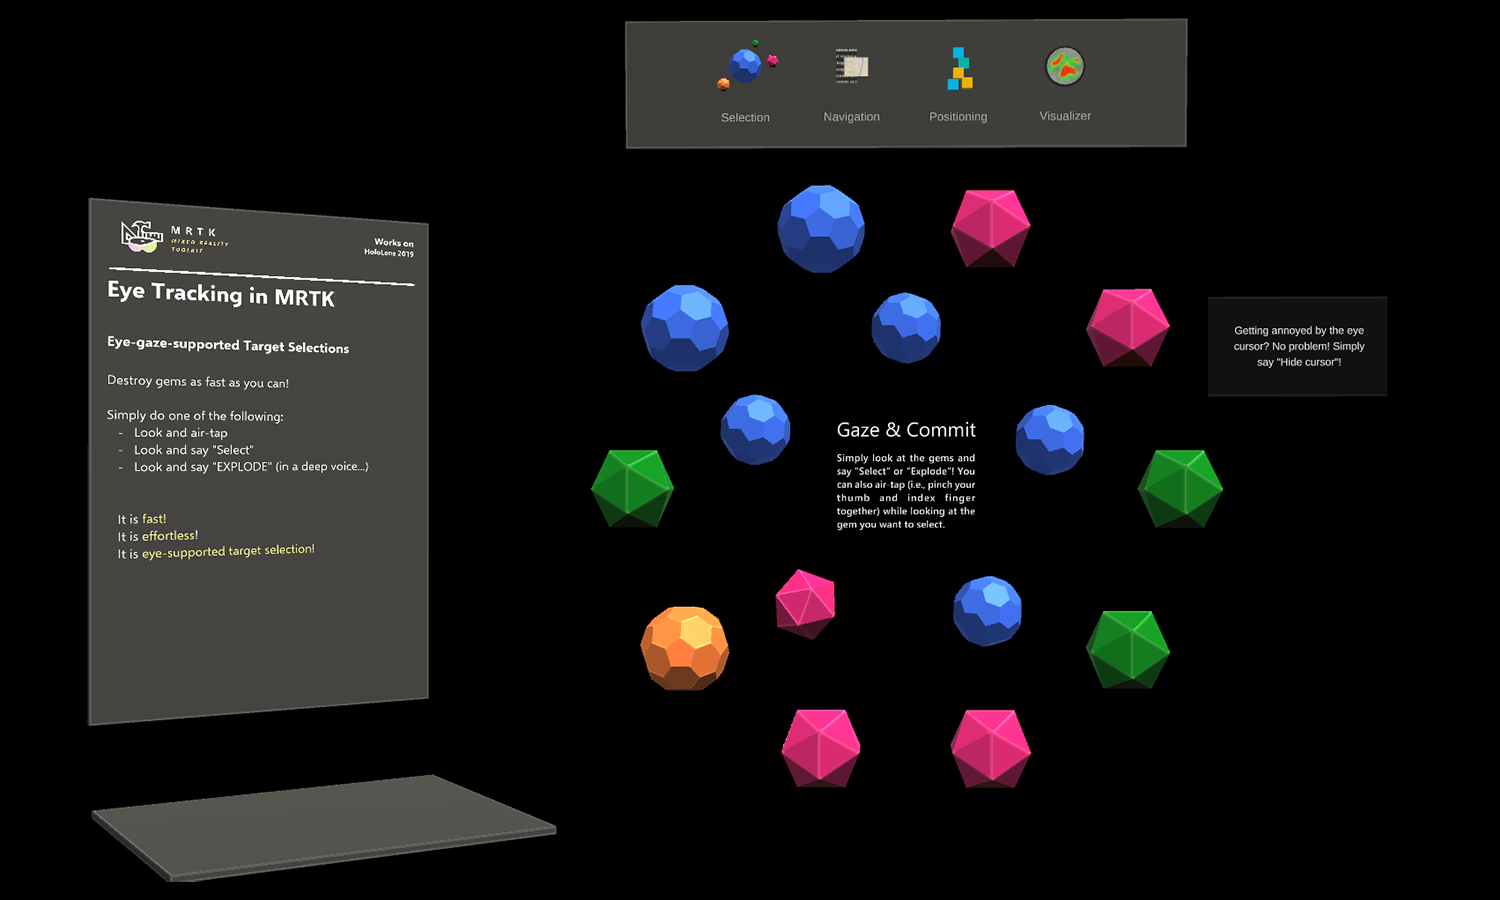 Selection
Navigation
Positioning
Visualizer
MRTK
MIXED REALITY
TOOLKIT
Works on
HoloLens 2019
Eye Tracking in MRTK
Eye-gaze-supported Target Selections
Destroy gems as fast as you can!
Simply do one of the following:
- Look and air-tap
- Look and say "Select"
- Look and say "EXPLODE" (in a deep voice...)
It is fast!
It is effortless!
It is eye-supported target selection!
Gaze & Commit
Simply look at the gems and
say "Select" or "Explode"! You
can also air-tap (i.e., pinch your
thumb and index finger
together) while looking at the
gem you want to select.
Getting annoyed by the eye
cursor? No problem! Simply
say "Hide cursor"!